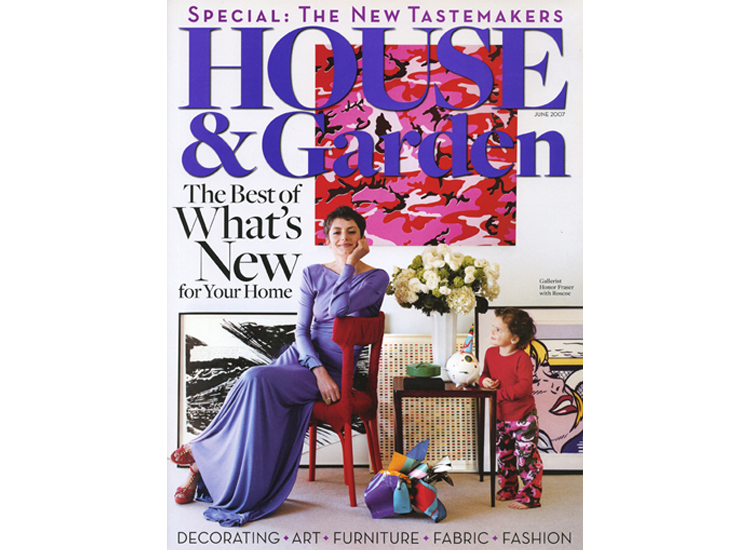 SPECIAL: THE NEW TASTEMAKERS
HOUSE
& Garden
JUNE 2007
The Best of
What's
New
for Your Home
Gallerist
Honor Fraser
with Roscoe
DECORATING ✦ ART ✦ FURNITURE ✦ FABRIC ✦ FASHION